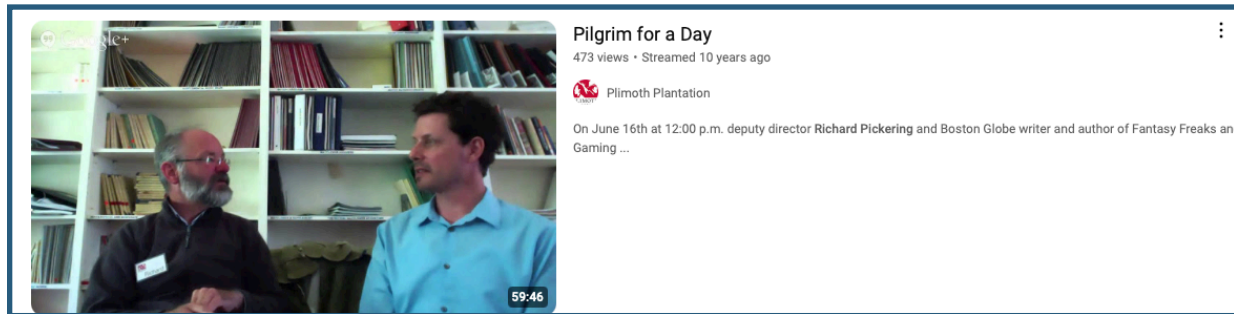 Google+
Pilgrim for a Day
473 views • Streamed 10 years ago
Plimoth Plantation
On June 16th at 12:00 p.m. deputy director Richard Pickering and Boston Globe writer and author of Fantasy Freaks an
Gaming ...
Richard
59:46